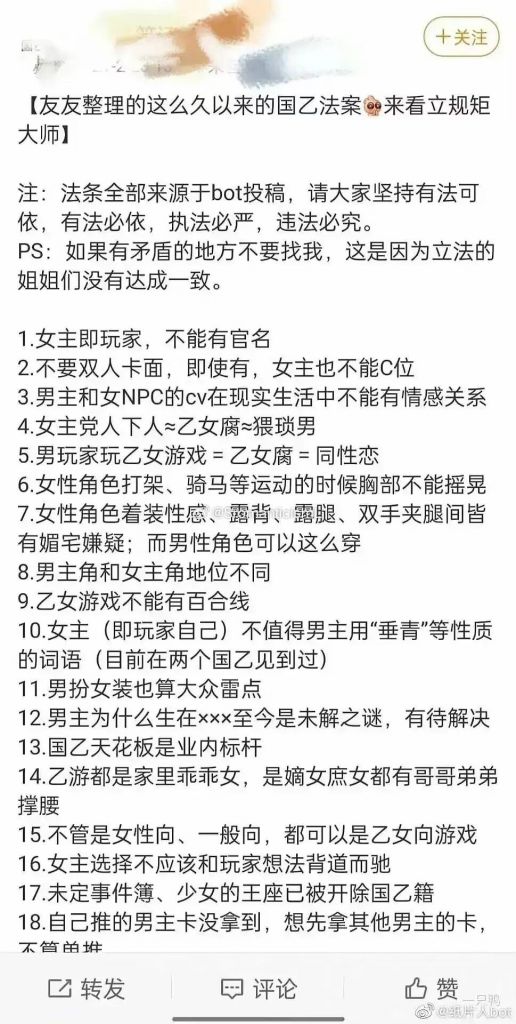 +关注
【友友整理的这么久以来的国乙法案来看立规矩
大师】
注：法条全部来源于bot投稿，请大家坚持有法可
依，有法必依，执法必严，违法必究。
PS：如果有矛盾的地方不要找我，这是因为立法的
姐姐们没有达成一致。
1.女主即玩家，不能有官名
2.不要双人卡面，即使有，女主也不能C位
3.男主和女NPC的cv在现实生活中不能有情感关系
4.女主党人下人≈乙女腐≈猥琐男
5.男玩家玩乙女游戏＝乙女腐＝同性恋
6.女性角色打架、骑马等运动的时候胸部不能摇晃
7.女性角色着装性感、露背、露腿、双手夹腿间皆
有媚宅嫌疑；而男性角色可以这么穿
8.男主角和女主角地位不同
9.乙女游戏不能有百合线
10.女主（即玩家自己）不值得男主用“垂青”等性质
的词语（目前在两个国乙见到过）
11.男扮女装也算大众雷点
12.男主为什么生在×××至今是未解之谜，有待解决
13.国乙天花板是业内标杆
14.乙游都是家里乖乖女，是嫡女庶女都有哥哥弟弟
撑腰
15.不管是女性向、一般向，都可以是乙女向游戏
16.女主选择不应该和玩家想法背道而驰
17.未定事件簿、少女的王座已被开除国乙籍
18.自己推的男主卡没拿到，想先拿其他男主的卡，
不算单推
转发
评论
赞
一只鸭
@纸片人bot